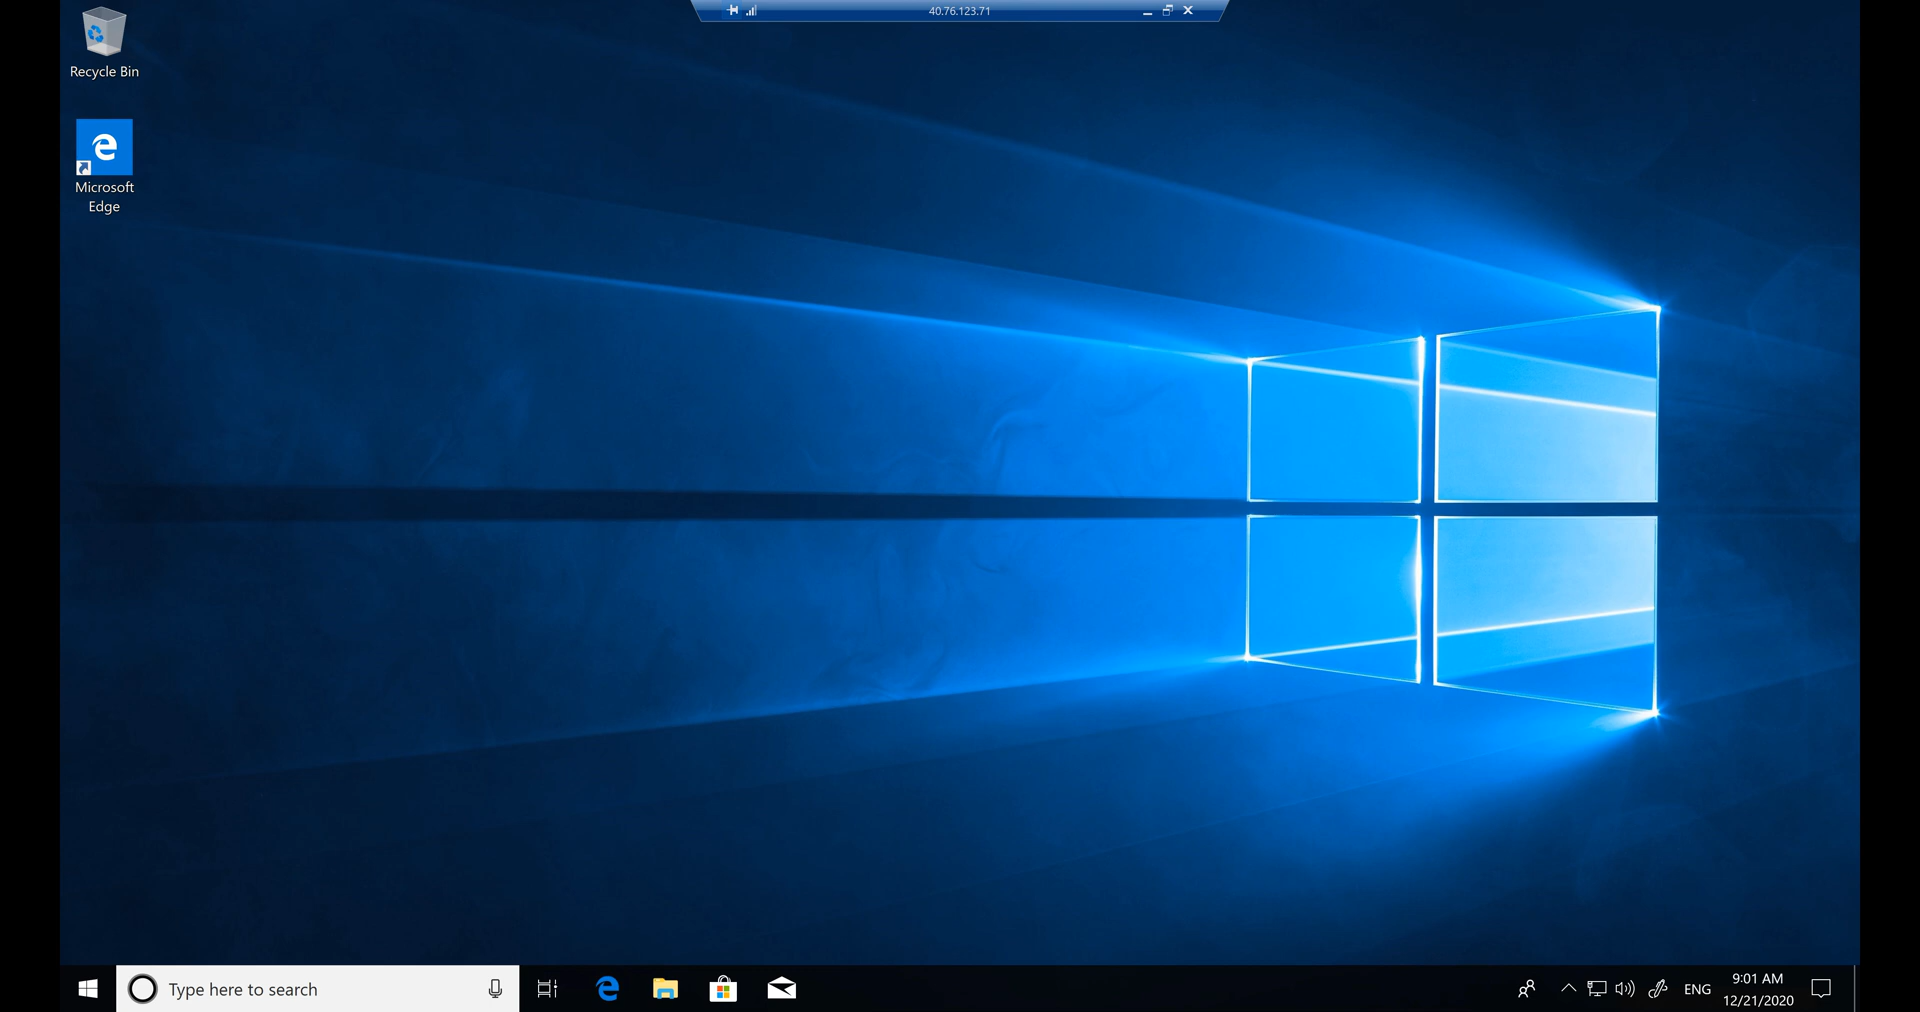 40.76.123.71
Recycle Bin
Microsoft
Edge
Type here to search
ENG
9:01 AM
12/21/2020